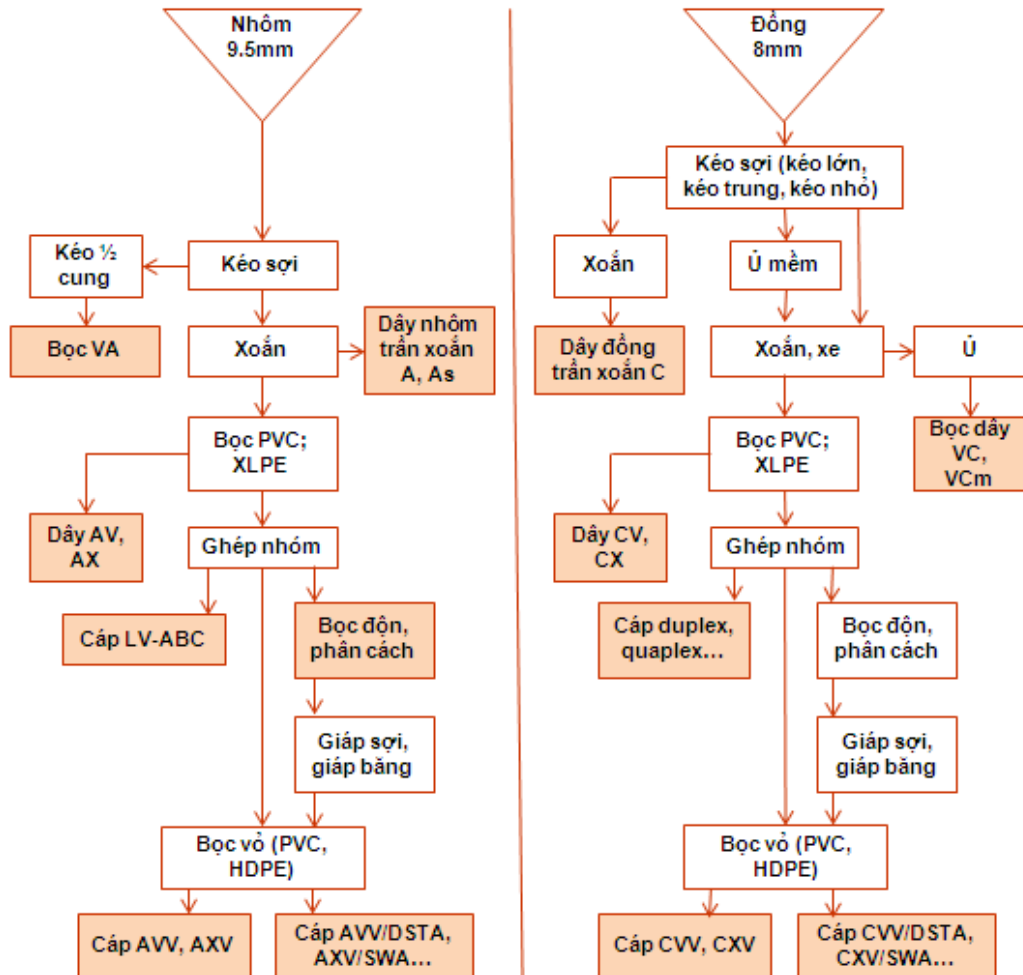 Nhôm
9.5mm
Kéo ½
cung
Kéo sợi
Bọc VA
Xoắn
Dây nhôm
trần xoắn
A, As
Bọc PVC;
XLPE
Dây AV,
AX
Ghép nhóm
Cáp LV-ABC
Bọc độn,
phân cách
Giáp sợi,
giáp băng
Bọc vỏ (PVC,
HDPE)
Cáp AVV, AXV
Cáp AVV/DSTA,
AXV/SWA...
Đồng
8mm
Kéo sợi (kéo lớn,
kéo trung, kéo nhỏ)
Xoắn
Ủ mềm
Dây đồng
trần xoắn C
Xoắn, xe
Ủ
Bọc dây
VC,
VCm
Bọc PVC;
XLPE
Dây CV,
CX
Ghép nhóm
Cáp duplex,
quaplex...
Bọc độn,
phân cách
Giáp sợi,
giáp băng
Bọc vỏ (PVC,
HDPE)
Cáp CVV, CXV
Cáp CVV/DSTA,
CXV/SWA...